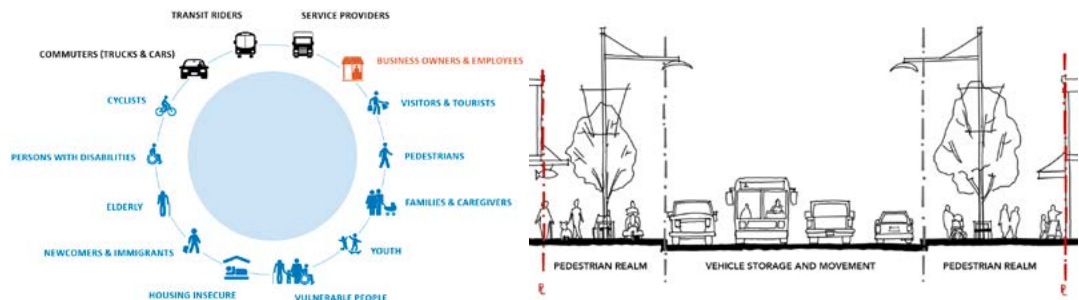 TRANSIT RIDERS
SERVICE PROVIDERS
COMMUTERS (TRUCKS & CARS)
BUSINESS OWNERS & EMPLOYEES
CYCLISTS
VISITORS & TOURISTS
PERSONS WITH DISABILITIES
PEDESTRIANS
ELDERLY
FAMILIES & CAREGIVERS
NEWCOMERS & IMMIGRANTS
YOUTH
HOUSING INSECURE
VULNERABLE PEOPLE
PEDESTRIAN REALM
VEHICLE STORAGE AND MOVEMENT
PEDESTRIAN REALM